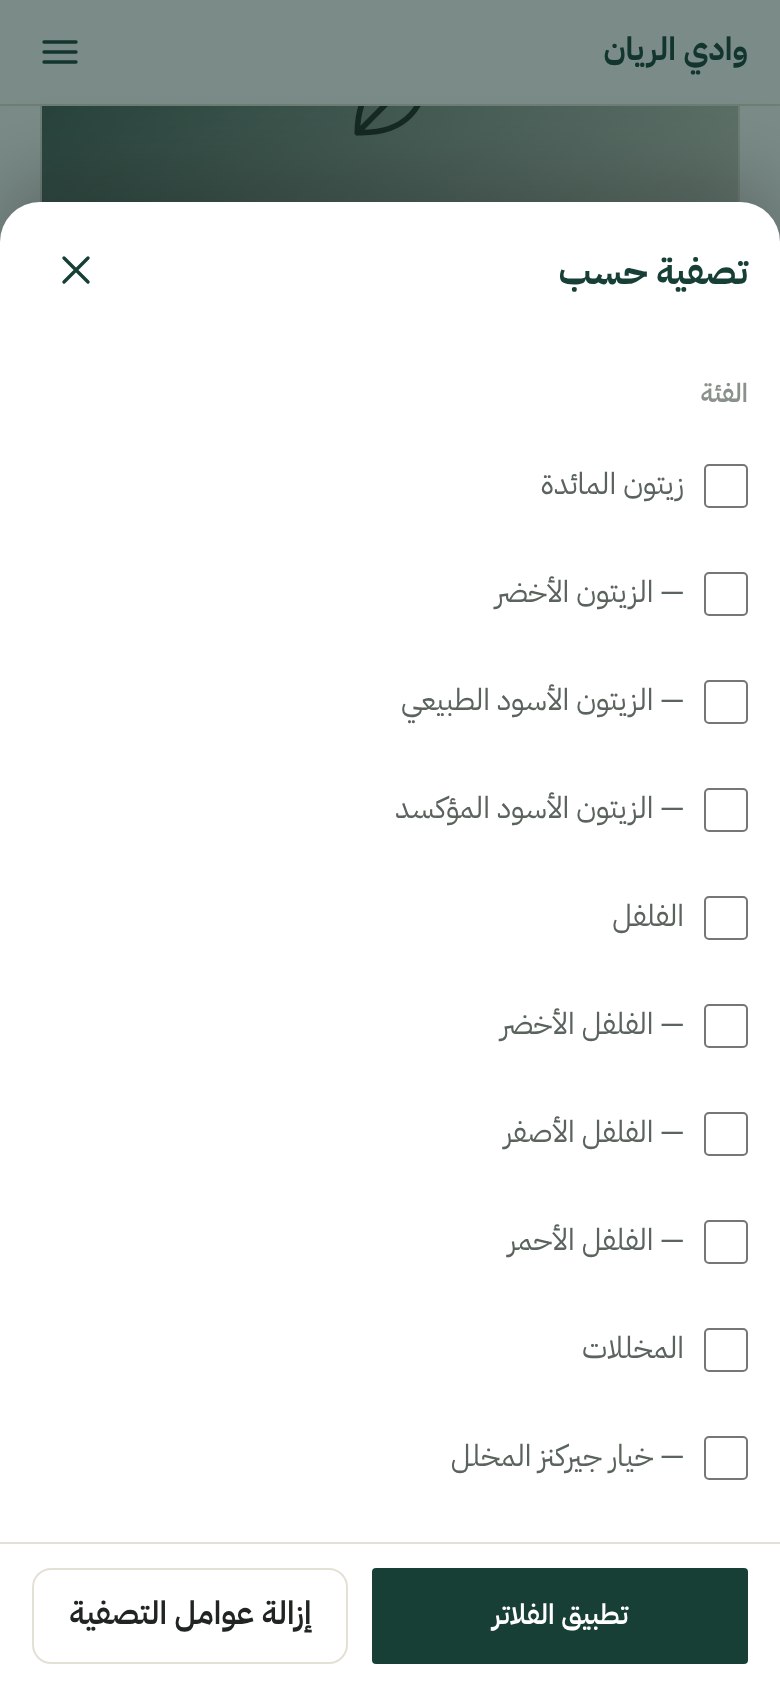 وادي الريان
تصفية حسب
الفئة
زيتون المائدة
— الزيتون الأخضر
— الزيتون الأسود الطبيعي
— الزيتون الأسود المؤكسد
الفلفل
— الفلفل الأخضر
— الفلفل الأصفر
— الفلفل الأحمر
المخللات
— خيار جيركنز المخلل
تطبيق الفلاتر
إزالة عوامل التصفية